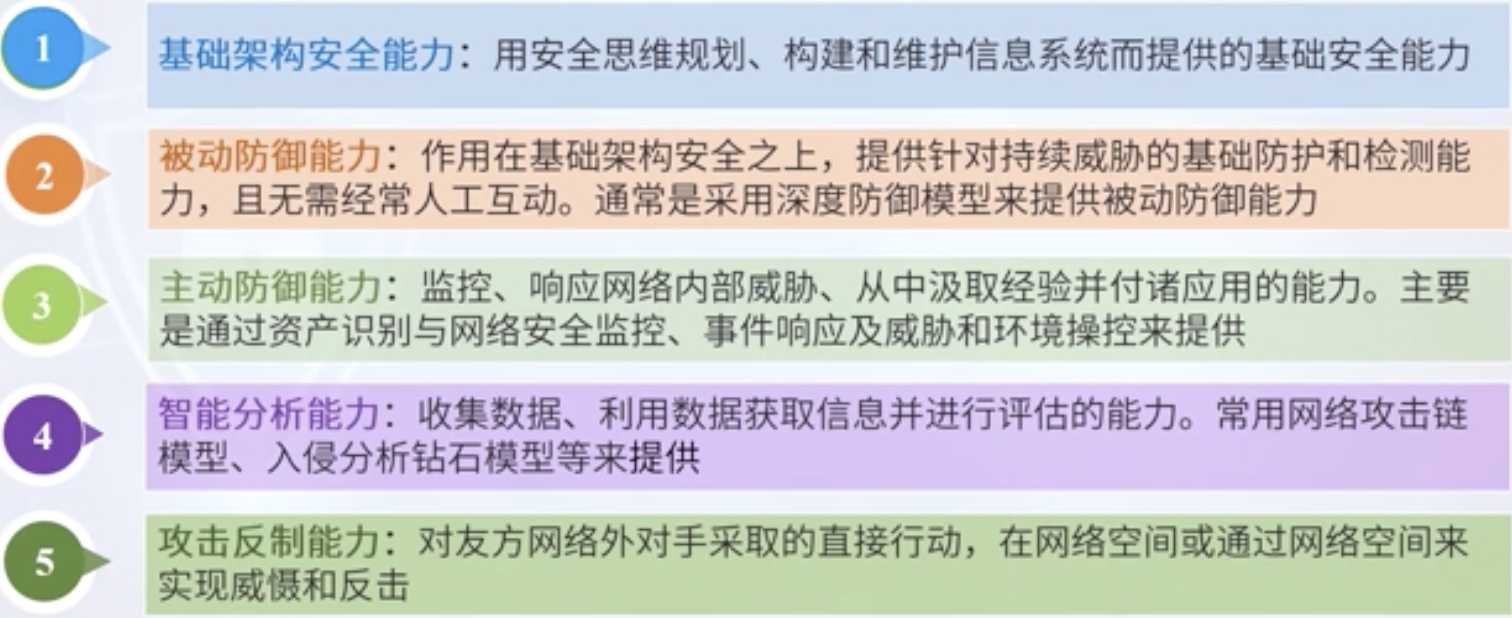 1
基础架构安全能力：用安全思维规划、构建和维护信息系统而提供的基础安全能力
2
被动防御能力：作用在基础架构安全之上，提供针对持续威胁的基础防护和检测能
力，且无需经常人工互动。通常是采用深度防御模型来提供被动防御能力
3
主动防御能力：监控、响应网络内部威胁、从中汲取经验并付诸应用的能力。主要
是通过资产识别与网络安全监控、事件响应及威胁和环境操控来提供
4
智能分析能力：收集数据、利用数据获取信息并进行评估的能力。常用网络攻击链
模型、入侵分析钻石模型等来提供
5
攻击反制能力：对友方网络外对手采取的直接行动，在网络空间或通过网络空间来
实现威慑和反击